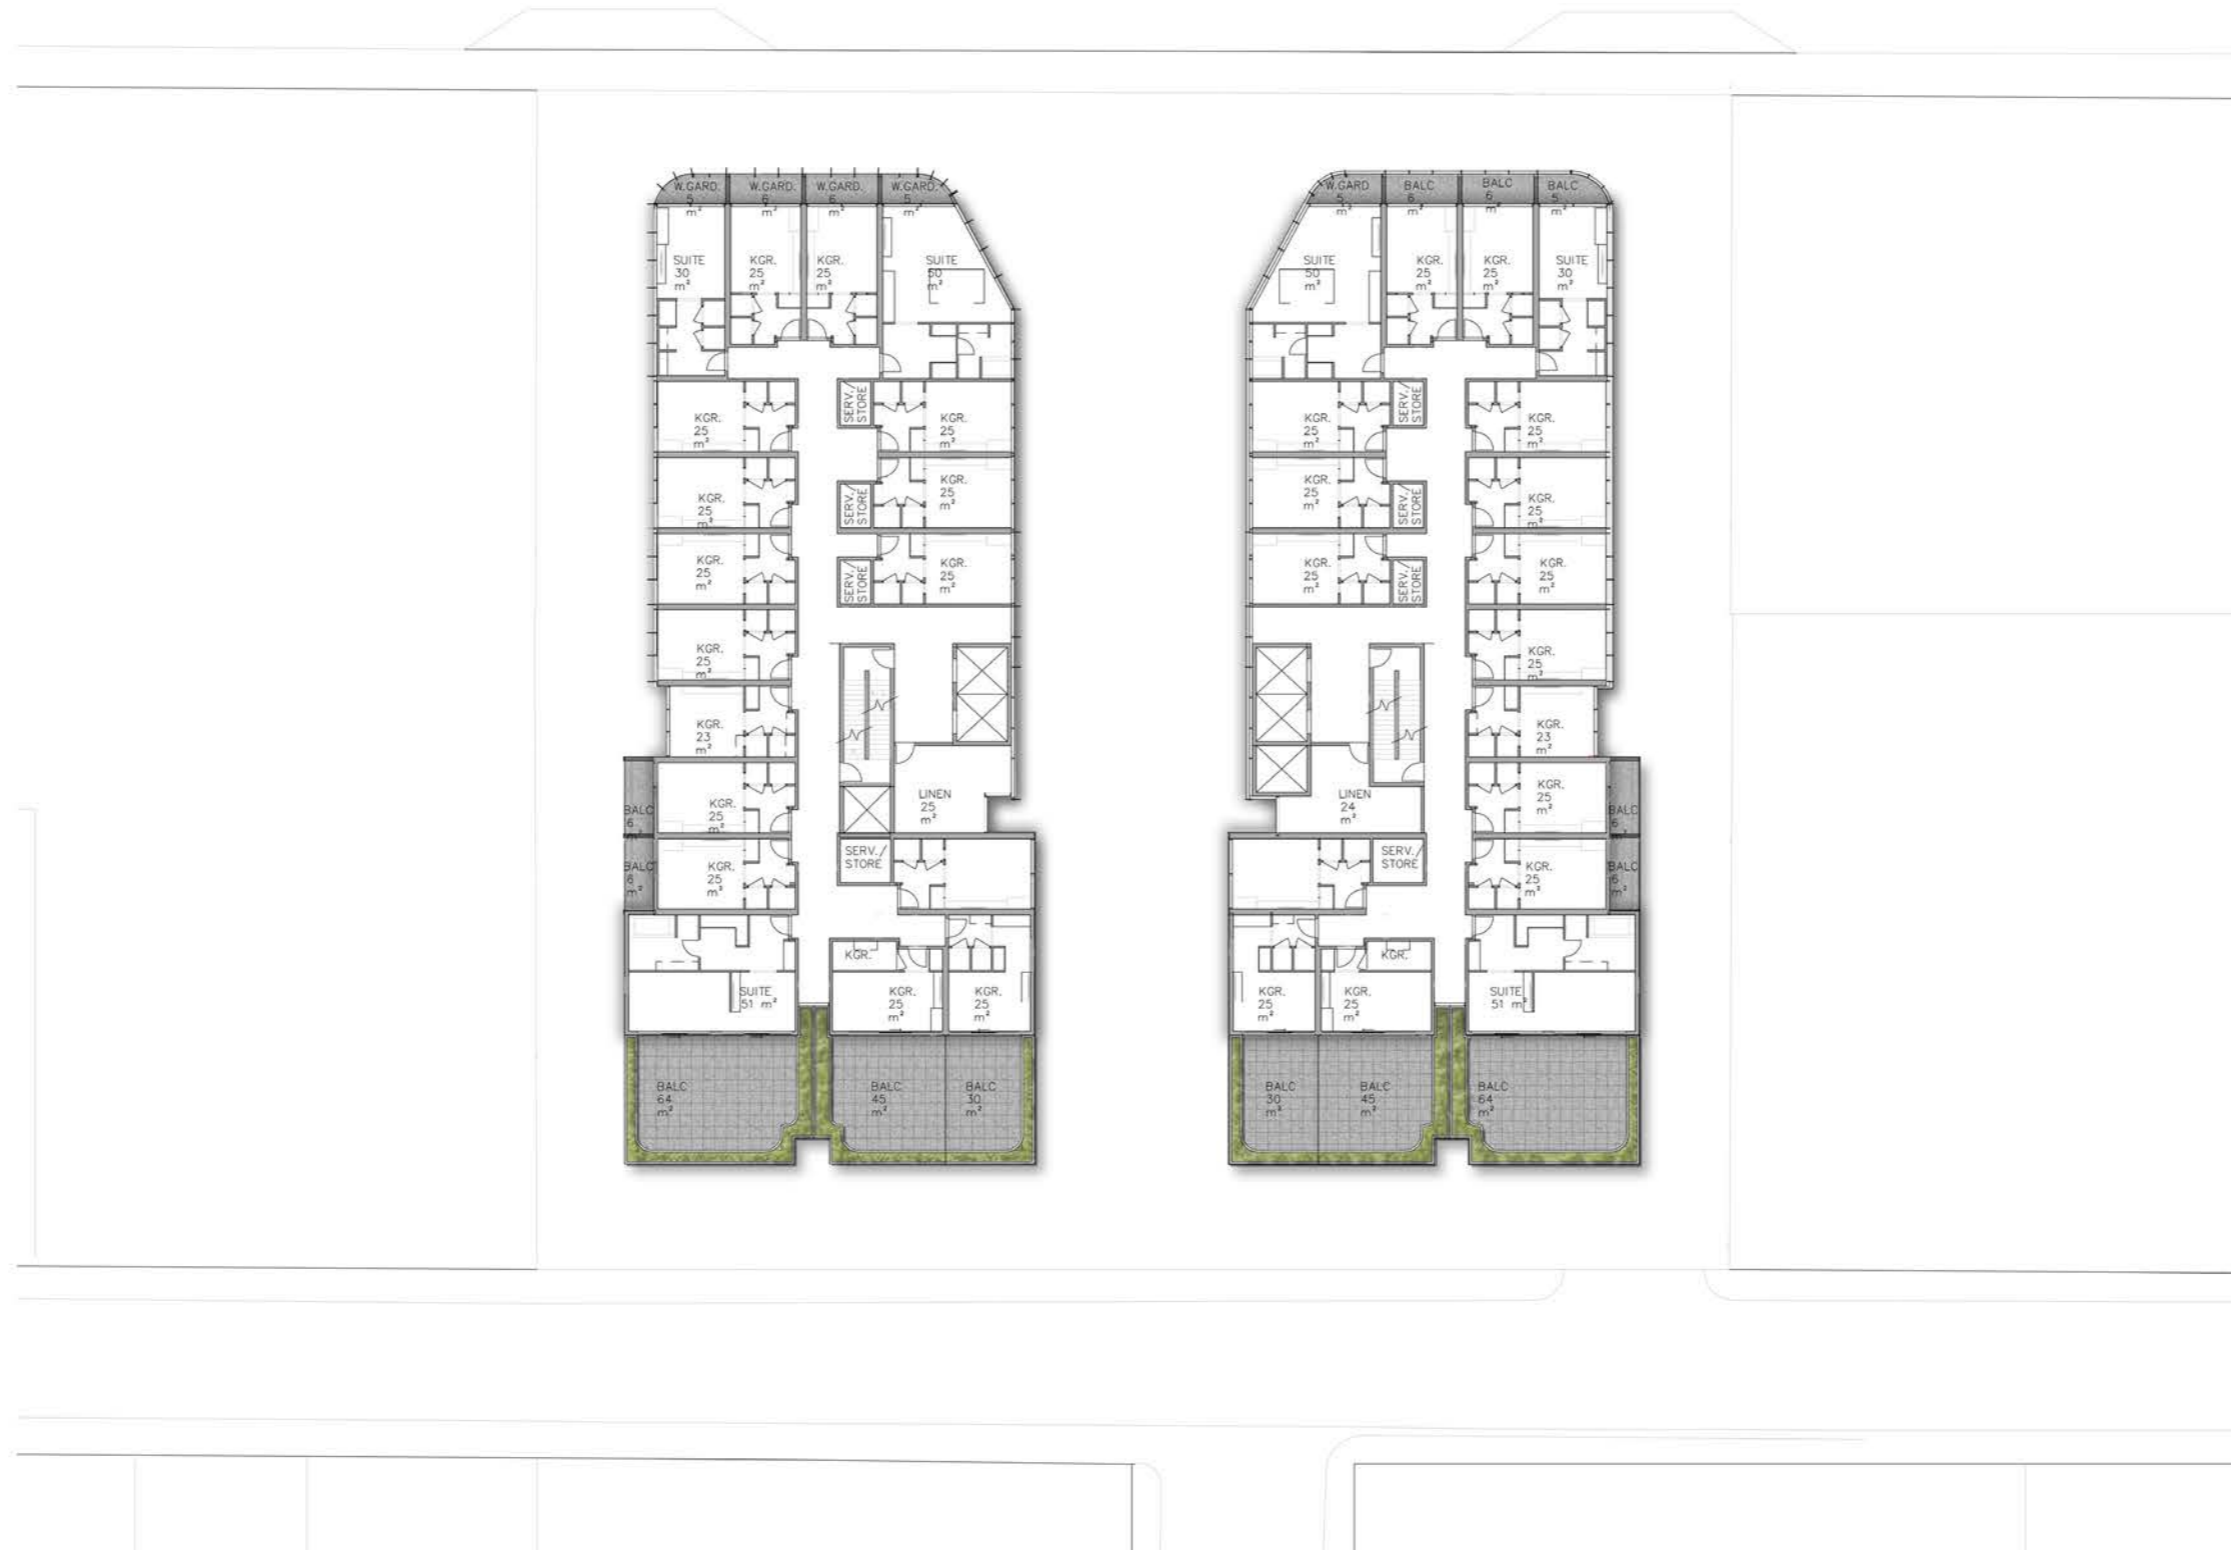 W.GARD.
5
m²
W.GARD.
6
m²
W.GARD.
6
m²
W.GARD.
5
m²
W.GARD
5
m²
BALC
6
m²
BALC
6
m²
BALC
5
m²
SUITE
30
m²
KGR.
25
m²
KGR.
25
m²
SUITE
50
m²
SUITE
50
m²
KGR.
25
m²
KGR.
25
m²
SUITE
30
m²
KGR.
25
m²
SERV./
STORE
KGR.
25
m²
KGR.
25
m²
SERV./
STORE
KGR.
25
m²
KGR.
25
m²
SERV./
STORE
KGR.
25
m²
KGR.
25
m²
SERV./
STORE
KGR.
25
m²
KGR.
25
m²
SERV./
STORE
KGR.
25
m²
KGR.
25
m²
SERV./
STORE
KGR.
25
m²
KGR.
25
m²
KGR.
25
m²
KGR.
23
m²
KGR.
23
m²
BALC
6
m²
KGR.
25
m²
LINEN
25
m²
LINEN
24
m²
KGR.
25
m²
BALC
6
m²
BALC
6
m²
KGR.
25
m²
SERV./
STORE
SERV./
STORE
KGR.
25
m²
BALC
6
m²
KGR.
KGR.
SUITE
51 m²
KGR.
25
m²
KGR.
25
m²
KGR.
25
m²
KGR.
25
m²
SUITE
51 m²
BALC
64
m²
BALC
45
m²
BALC
30
m²
BALC
30
m²
BALC
45
m²
BALC
64
m²